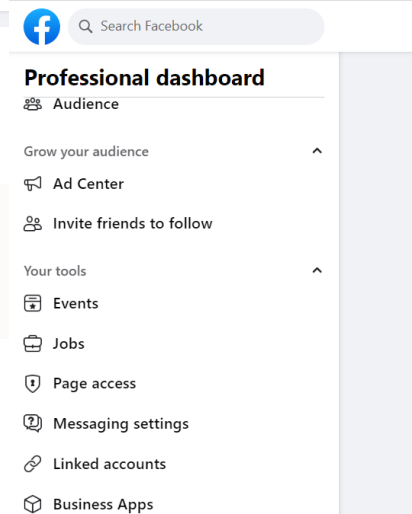 Search Facebook
Professional dashboard
Audience
Grow your audience
Ad Center
Invite friends to follow
Your tools
Events
Jobs
Page access
Messaging settings
Linked accounts
Business Apps